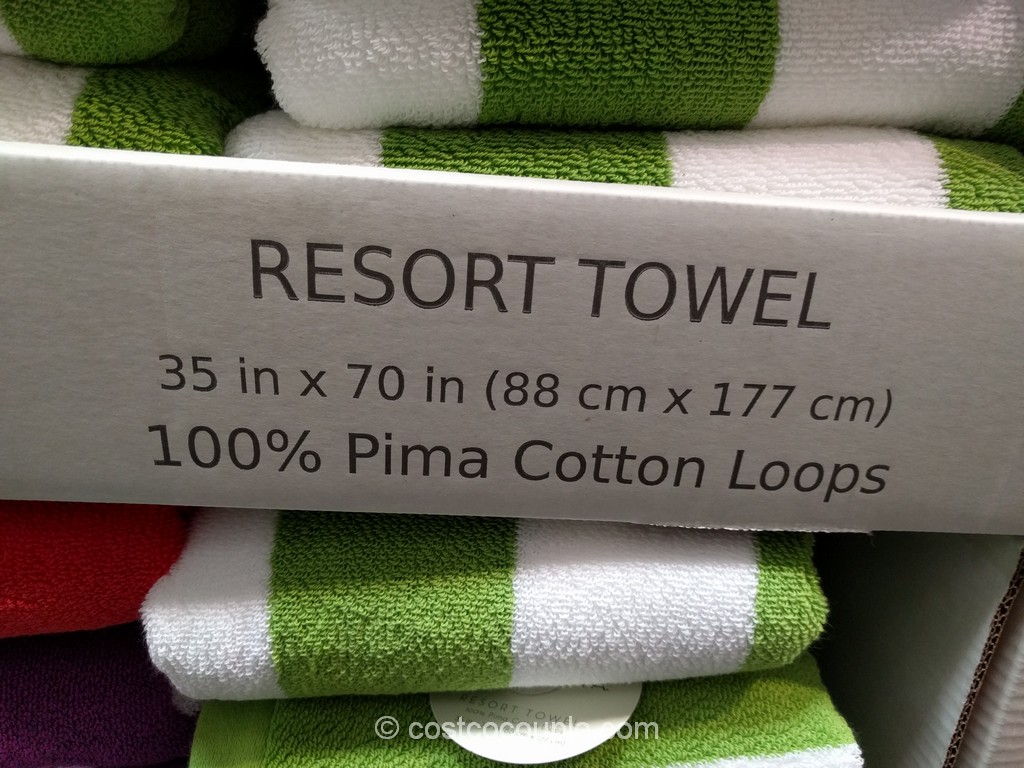 RESORT TOWEL
35 in x 70 in (88 cm x 177 cm)
100% Pima Cotton Loops
RESORT TOWEL
© costcocouple.com